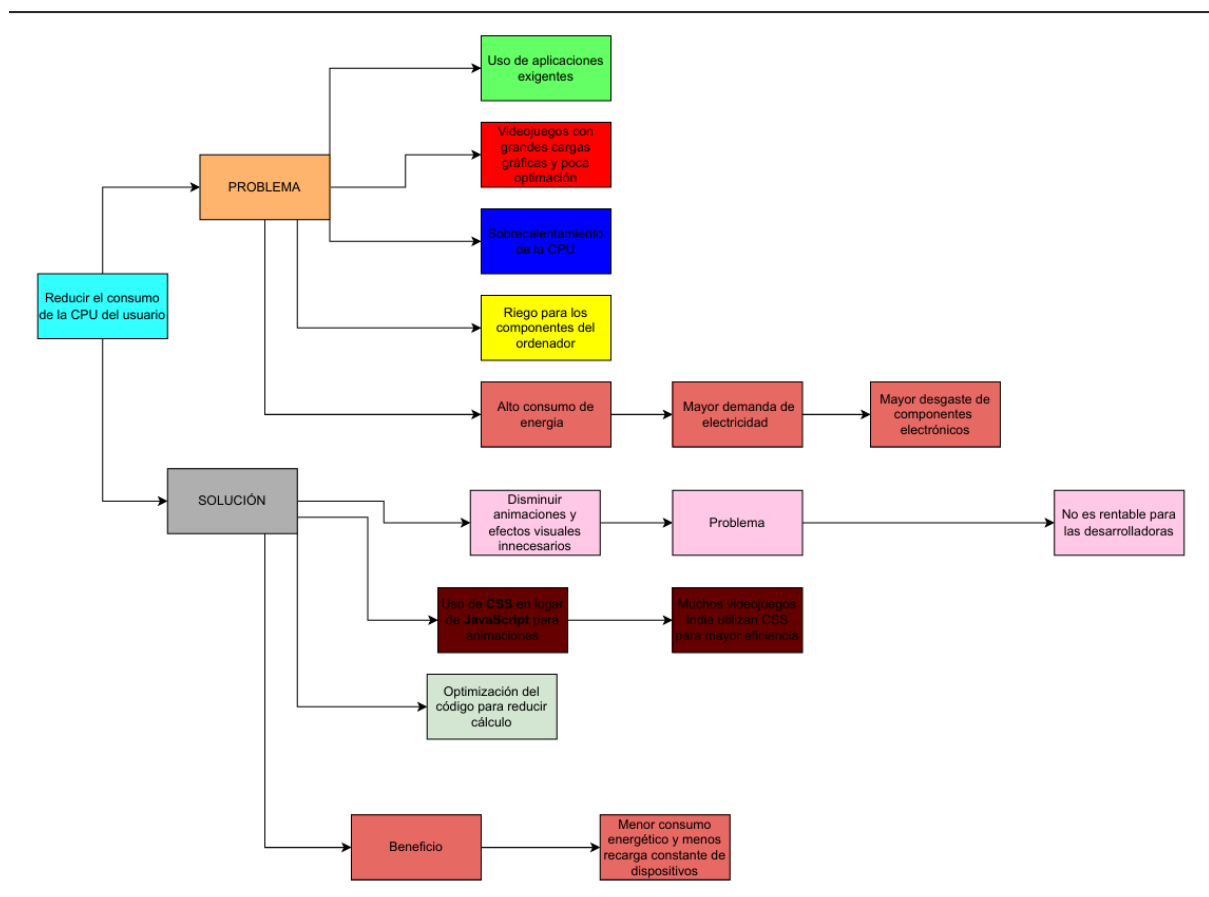 Uso de aplicaciones
exigentes
Videojuegos con
grandes cargas
gráficas y poca
optimación
PROBLEMA
Sobrecalentamiento
de la CPU
Reducir el consumo
de la CPU del usuario
Riego para los
componentes del
ordenador
Alto consumo de
energía
Mayor demanda de
electricidad
Mayor desgaste de
componentes
electrónicos
SOLUCIÓN
Disminuir
animaciones y
efectos visuales
innecesarios
Problema
No es rentable para
las desarrolladoras
Uso de CSS en lugar
de JavaScript para
animaciones
Muchos videojuegos
Indie utilizan CSS
para mayor eficiencia
Optimización del
código para reducir
cálculo
Beneficio
Menor consumo
energético y menos
recarga constante de
dispositivos